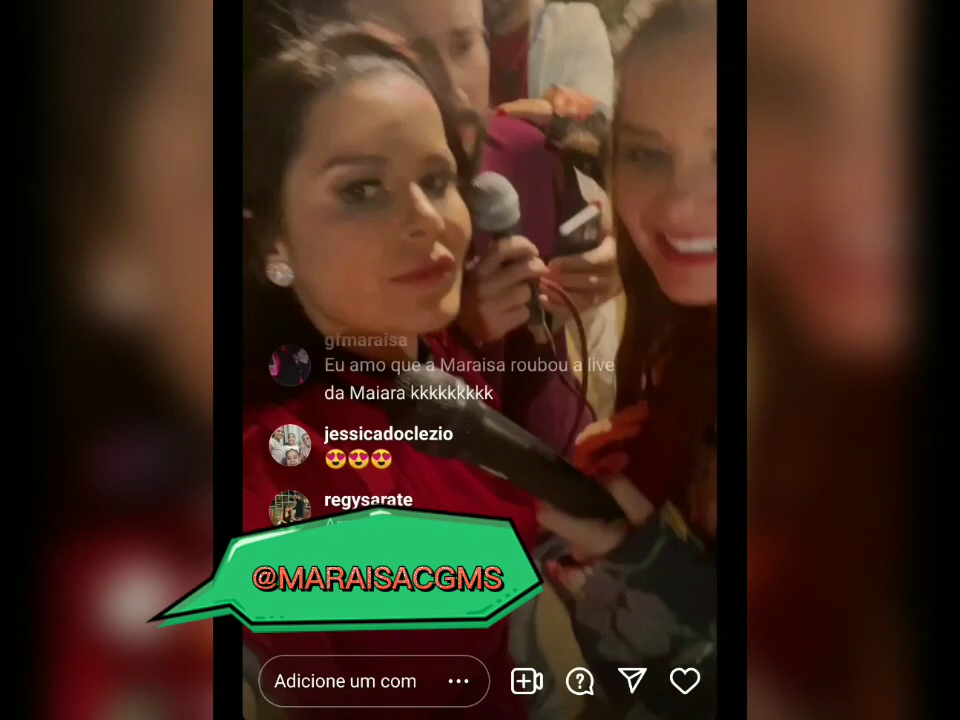 gfmaraisa
Eu amo que a Maraisa roubou a live
da Maiara kkkkkkkkk
jessicadoclezio
😍😍😍
regysarate
@MARAISACGMS
Adicione um com